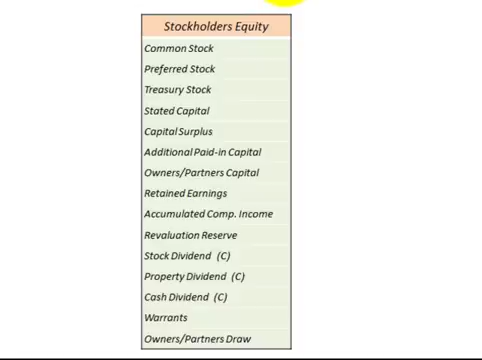 Stockholders Equity
Common Stock
Preferred Stock
Treasury Stock
Stated Capital
Capital Surplus
Additional Paid-in Capital
Owners/Partners Capital
Retained Earnings
Accumulated Comp. Income
Revaluation Reserve
Stock Dividend (C)
Property Dividend (C)
Cash Dividend (C)
Warrants
Owners/Partners Draw